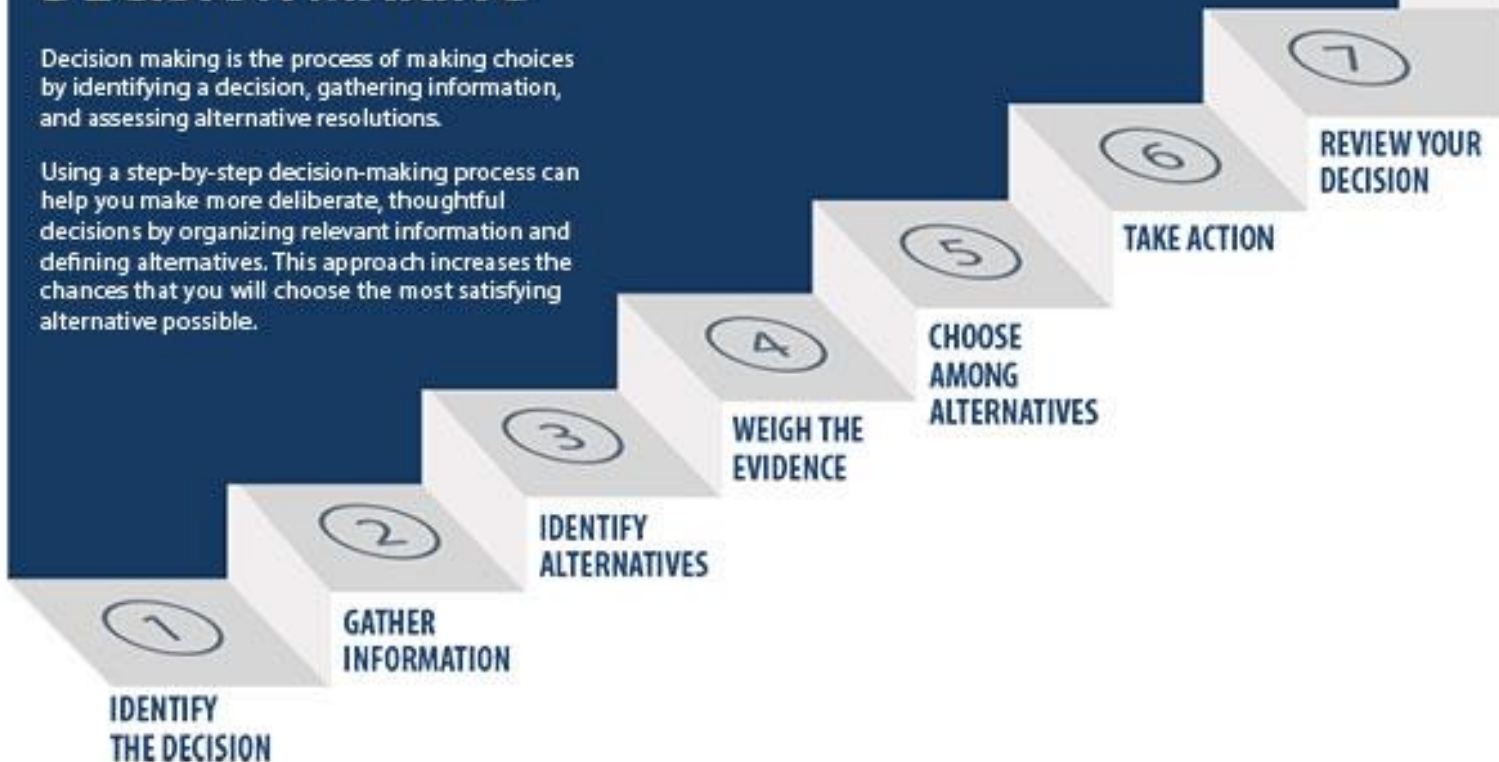 Decision making is the process of making choices
by identifying a decision, gathering information,
and assessing alternative resolutions.
Using a step-by-step decision-making process can
help you make more deliberate, thoughtful
decisions by organizing relevant information and
defining alternatives. This approach increases the
chances that you will choose the most satisfying
alternative possible.
1
IDENTIFY
THE DECISION
2
GATHER
INFORMATION
3
IDENTIFY
ALTERNATIVES
4
WEIGH THE
EVIDENCE
5
CHOOSE
AMONG
ALTERNATIVES
6
TAKE ACTION
7
REVIEW YOUR
DECISION